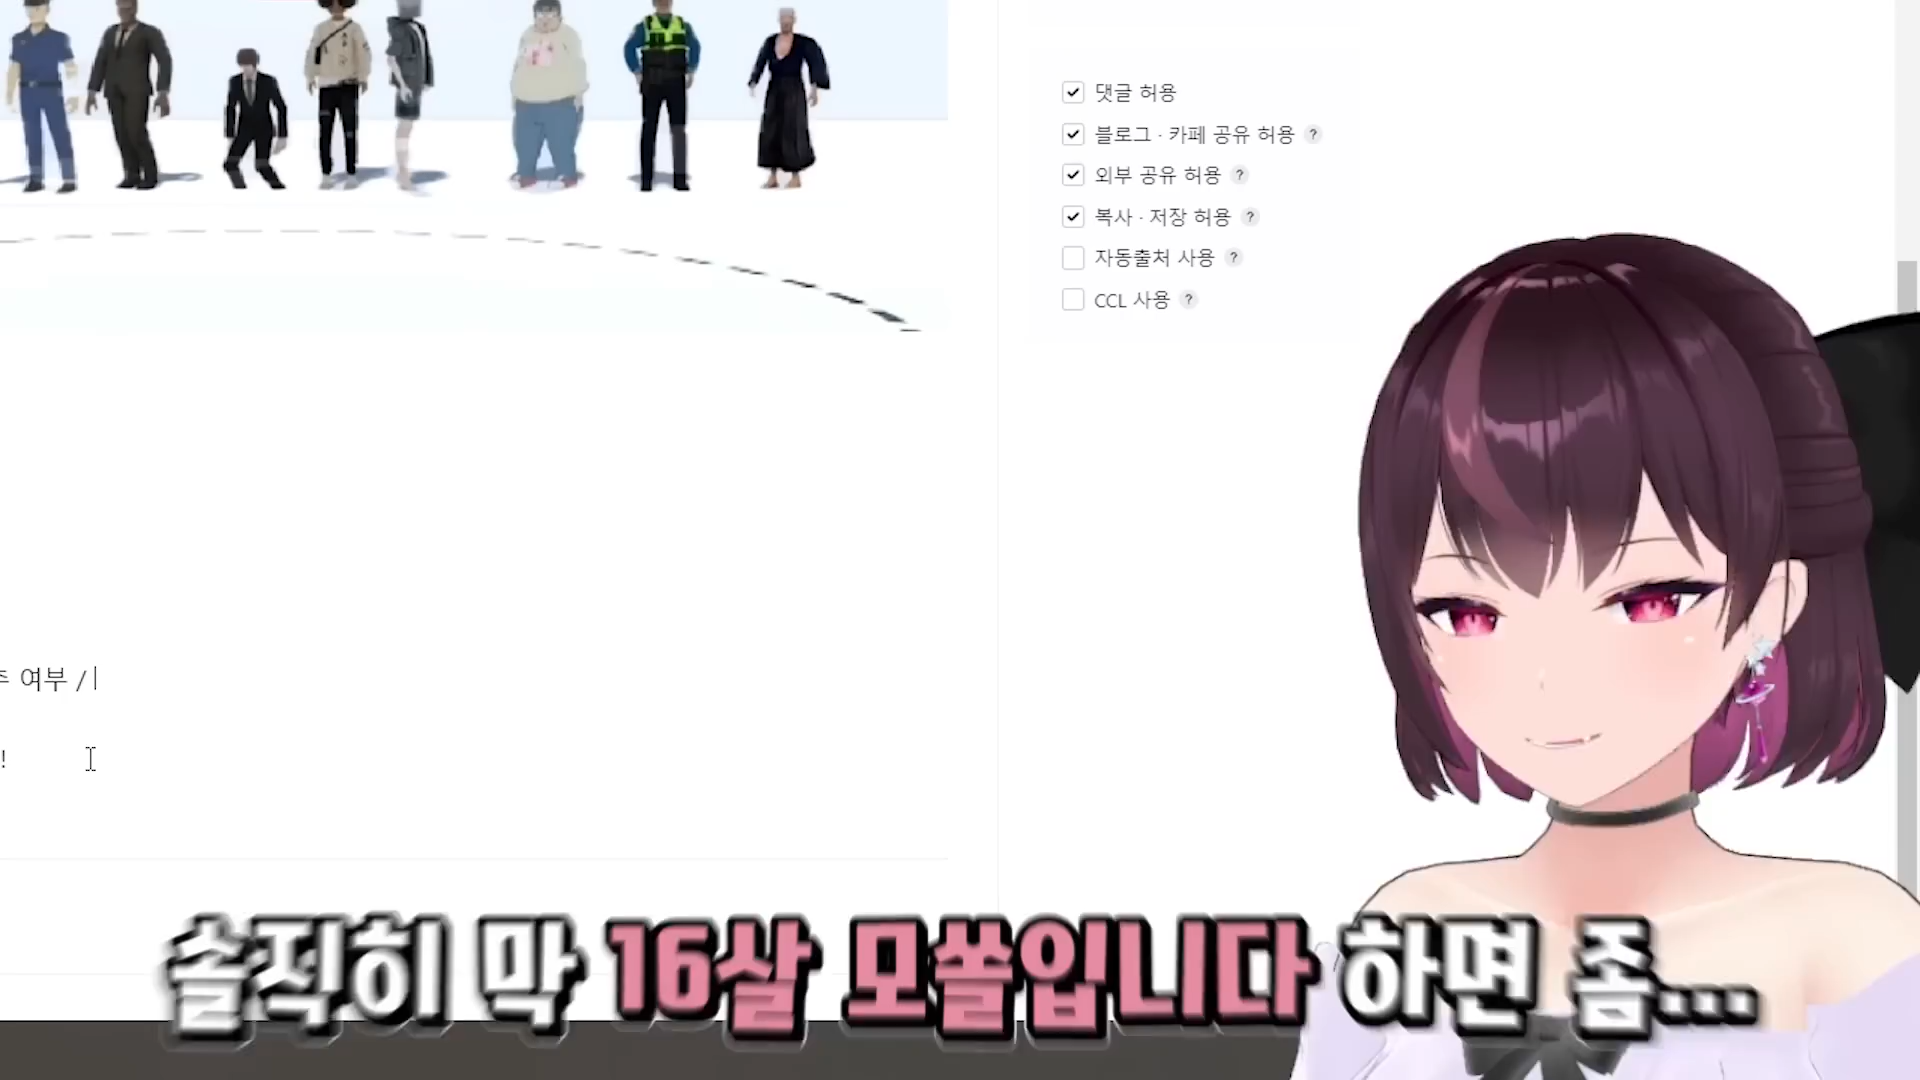 댓글 허용
블로그 · 카페 공유 허용 ?
외부 공유 허용 ?
복사 · 저장 허용 ?
자동출처 사용 ?
CCL 사용 ?
여부 /
!
솔직히 막 16살 모쏠입니다 하면 좀...